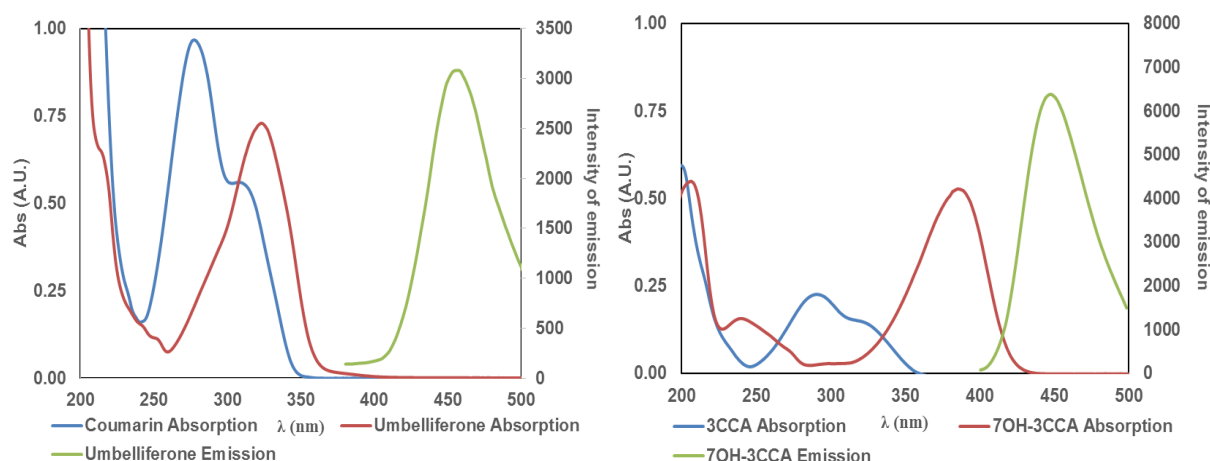 1.00
0.75
0.50
0.25
0.00
Abs (A.U.)
3500
3000
2500
2000
1500
1000
500
0
Intensity of emission
200 250 300 350 400 450 500
Coumarin Absorption λ (nm) Umbelliferone Absorption
Umbelliferone Emission
1.00
0.75
0.50
0.25
0.00
Abs (A.U.)
8000
7000
6000
5000
4000
3000
2000
1000
0
Intensity of emission
200 250 300 350 400 450 500
3CCA Absorption λ (nm) 7OH-3CCA Absorption
7OH-3CCA Emission